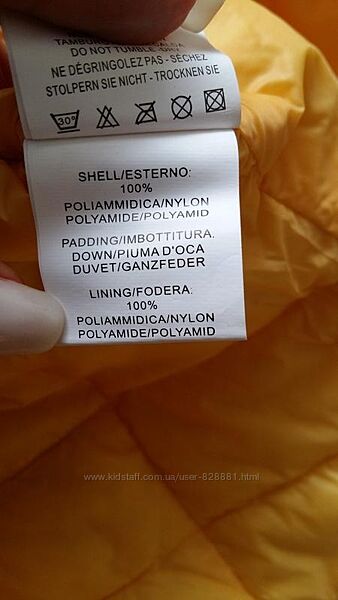 DO NOT TUMBLE DRY
NE DÉGRINGOLEZ PAS - SÉCHEZ
STOLPERN SIE NICHT - TROCKNEN SIE
30°
SHELL/ESTERNO:
100%
POLIAMMIDICA/NYLON
POLYAMIDE/POLYAMID
PADDING/IMBOTTITURA.
DOWN/PIUMA D'OCA
DUVET/GANZFEDER
LINING/FODERA.
100%
POLIAMMIDICA/NYLON
POLYAMIDE/POLYAMID
www.kidstaff.com.ua/user-828881.html